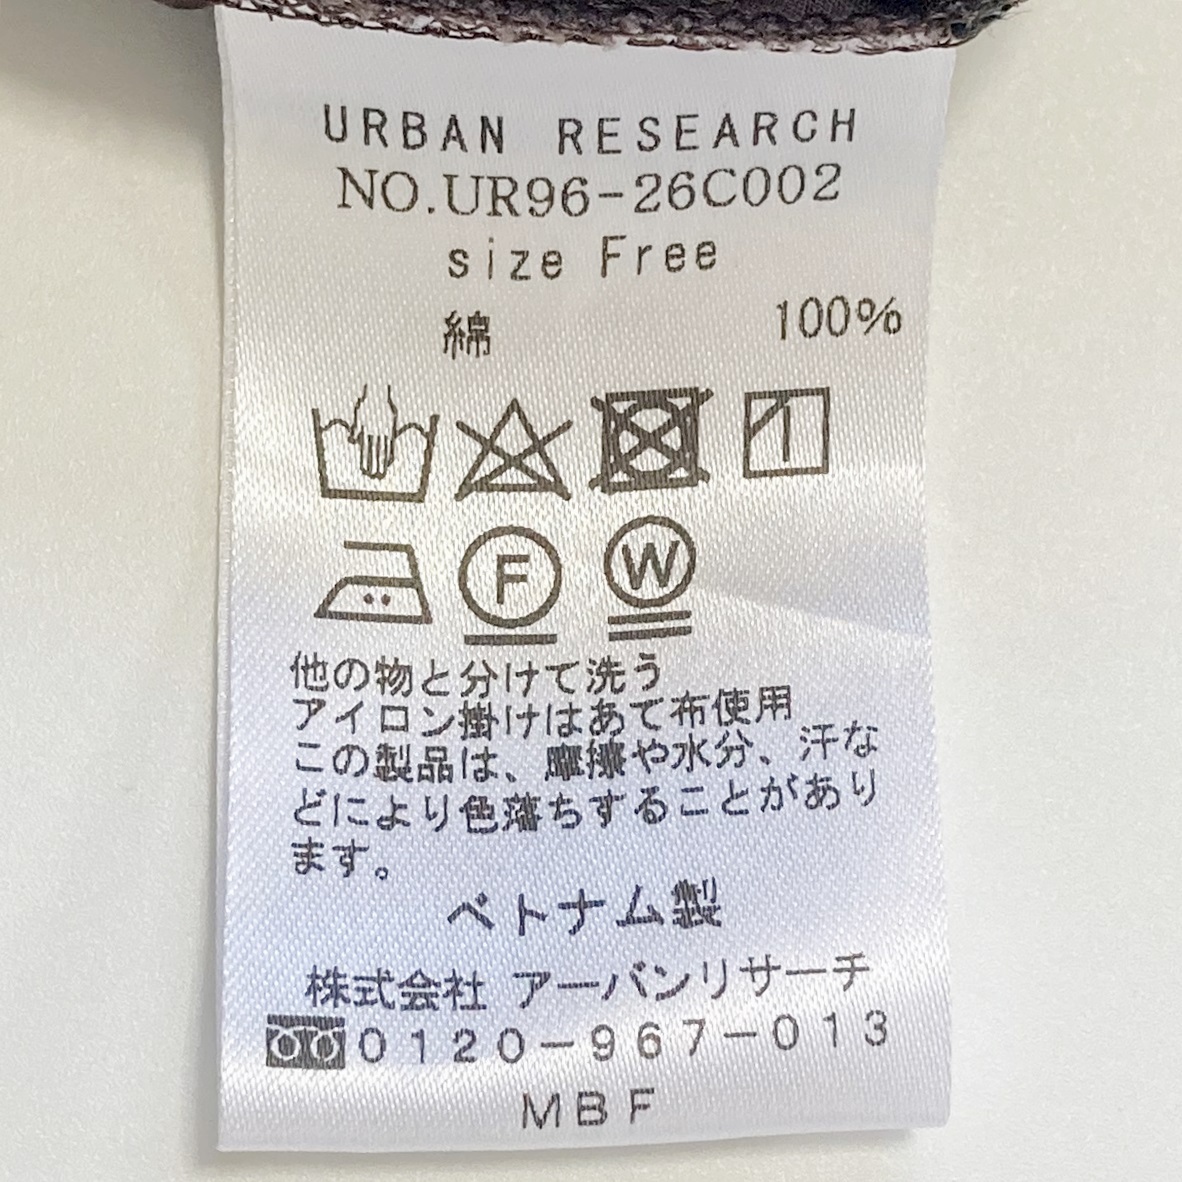 URBAN RESEARCH
NO.UR96-26C002
size Free
綿 100%
F W
他の物と分けて洗う
アイロン掛けはあて布使用
この製品は、摩擦や水分、汗な
どにより色落ちすることがあり
ます。
ベトナム製
株式会社 アーバンリサーチ
0120-967-013
MBF